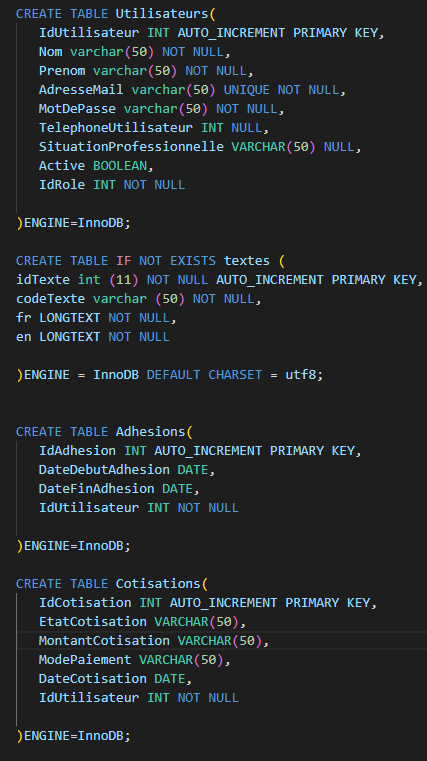 CREATE TABLE Utilisateurs(
IdUtilisateur INT AUTO_INCREMENT PRIMARY KEY,
Nom varchar(50) NOT NULL,
Prenom varchar(50) NOT NULL,
AdresseMail varchar(50) UNIQUE NOT NULL,
MotDePasse varchar(50) NOT NULL,
TelephoneUtilisateur INT NULL,
SituationProfessionnelle VARCHAR(50) NULL,
Active BOOLEAN,
IdRole INT NOT NULL
)ENGINE=InnoDB;
CREATE TABLE IF NOT EXISTS textes (
idTexte int (11) NOT NULL AUTO_INCREMENT PRIMARY KEY,
codeTexte varchar (50) NOT NULL,
fr LONGTEXT NOT NULL,
en LONGTEXT NOT NULL
)ENGINE = InnoDB DEFAULT CHARSET = utf8;
CREATE TABLE Adhesions(
IdAdhesion INT AUTO_INCREMENT PRIMARY KEY,
DateDebutAdhesion DATE,
DateFinAdhesion DATE,
IdUtilisateur INT NOT NULL
)ENGINE=InnoDB;
CREATE TABLE Cotisations(
IdCotisation INT AUTO_INCREMENT PRIMARY KEY,
EtatCotisation VARCHAR(50),
MontantCotisation VARCHAR(50),
ModePaiement VARCHAR(50),
DateCotisation DATE,
IdUtilisateur INT NOT NULL
)ENGINE=InnoDB;